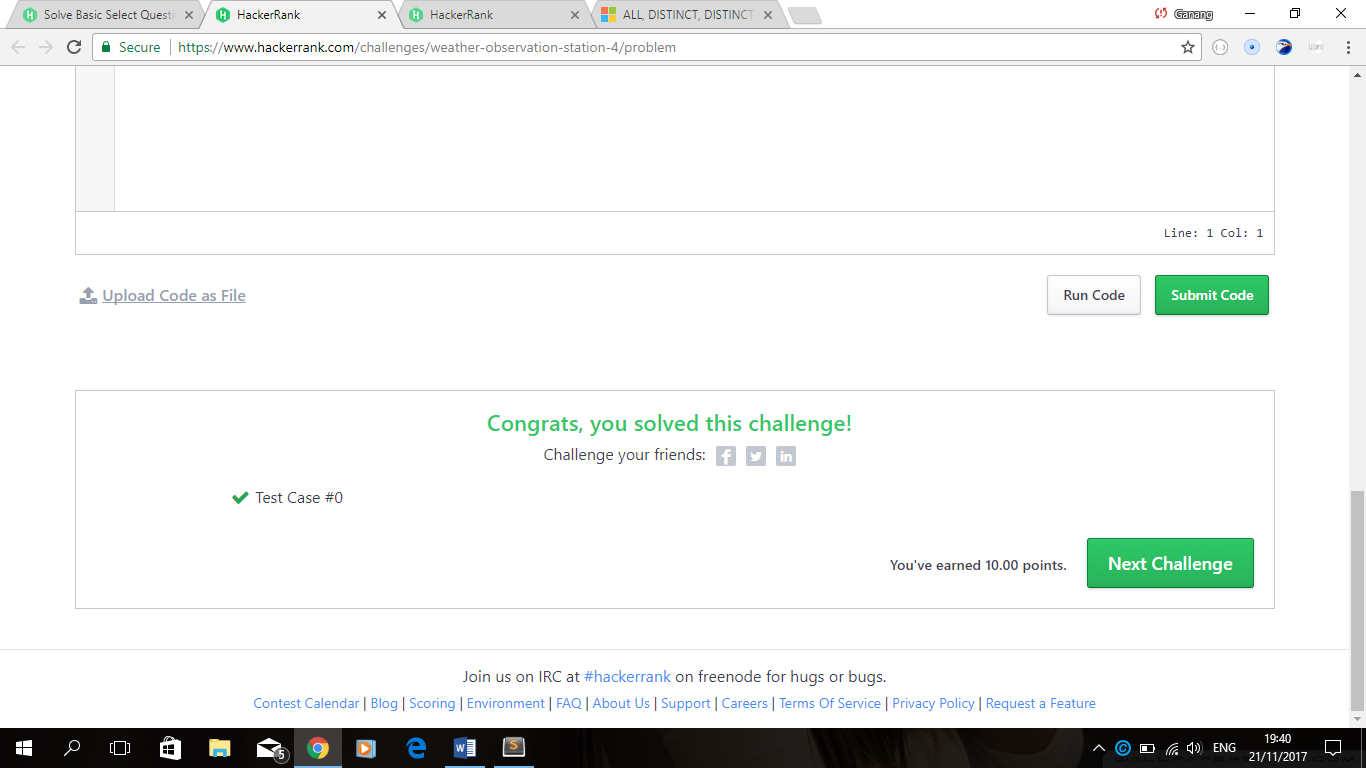 Solve Basic Select Questi
HackerRank
HackerRank
ALL, DISTINCT, DISTINCT
Ganang
Secure
https://www.hackerrank.com/challenges/weather-observation-station-4/problem
Line: 1 Col: 1
Upload Code as File
Run Code
Submit Code
Congrats, you solved this challenge!
Challenge your friends:
Test Case #0
You've earned 10.00 points.
Next Challenge
Join us on IRC at #hackerrank on freenode for hugs or bugs.
Contest Calendar | Blog | Scoring | Environment | FAQ | About Us | Support | Careers | Terms Of Service | Privacy Policy | Request a Feature
5
ENG
19:40
21/11/2017